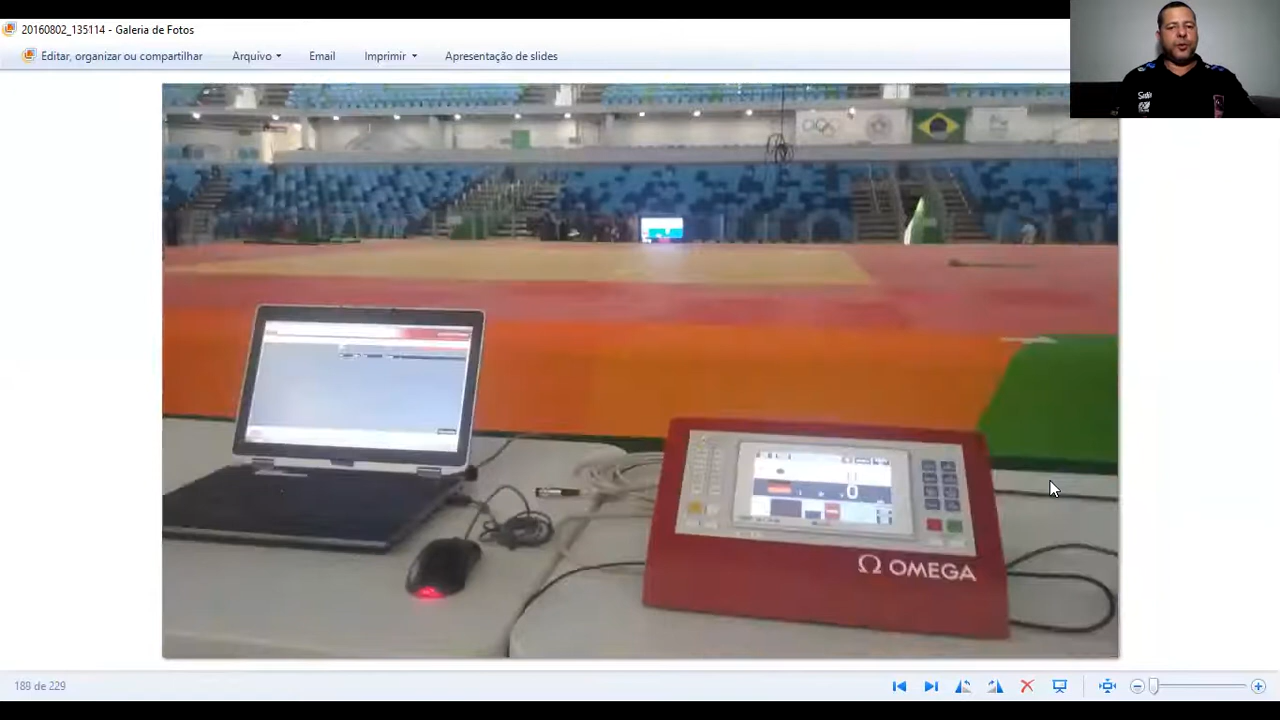 20160802_135114 - Galeria de Fotos
Editar, organizar ou compartilhar Arquivo Email Imprimir Apresentação de slides
Ω OMEGA
189 de 229